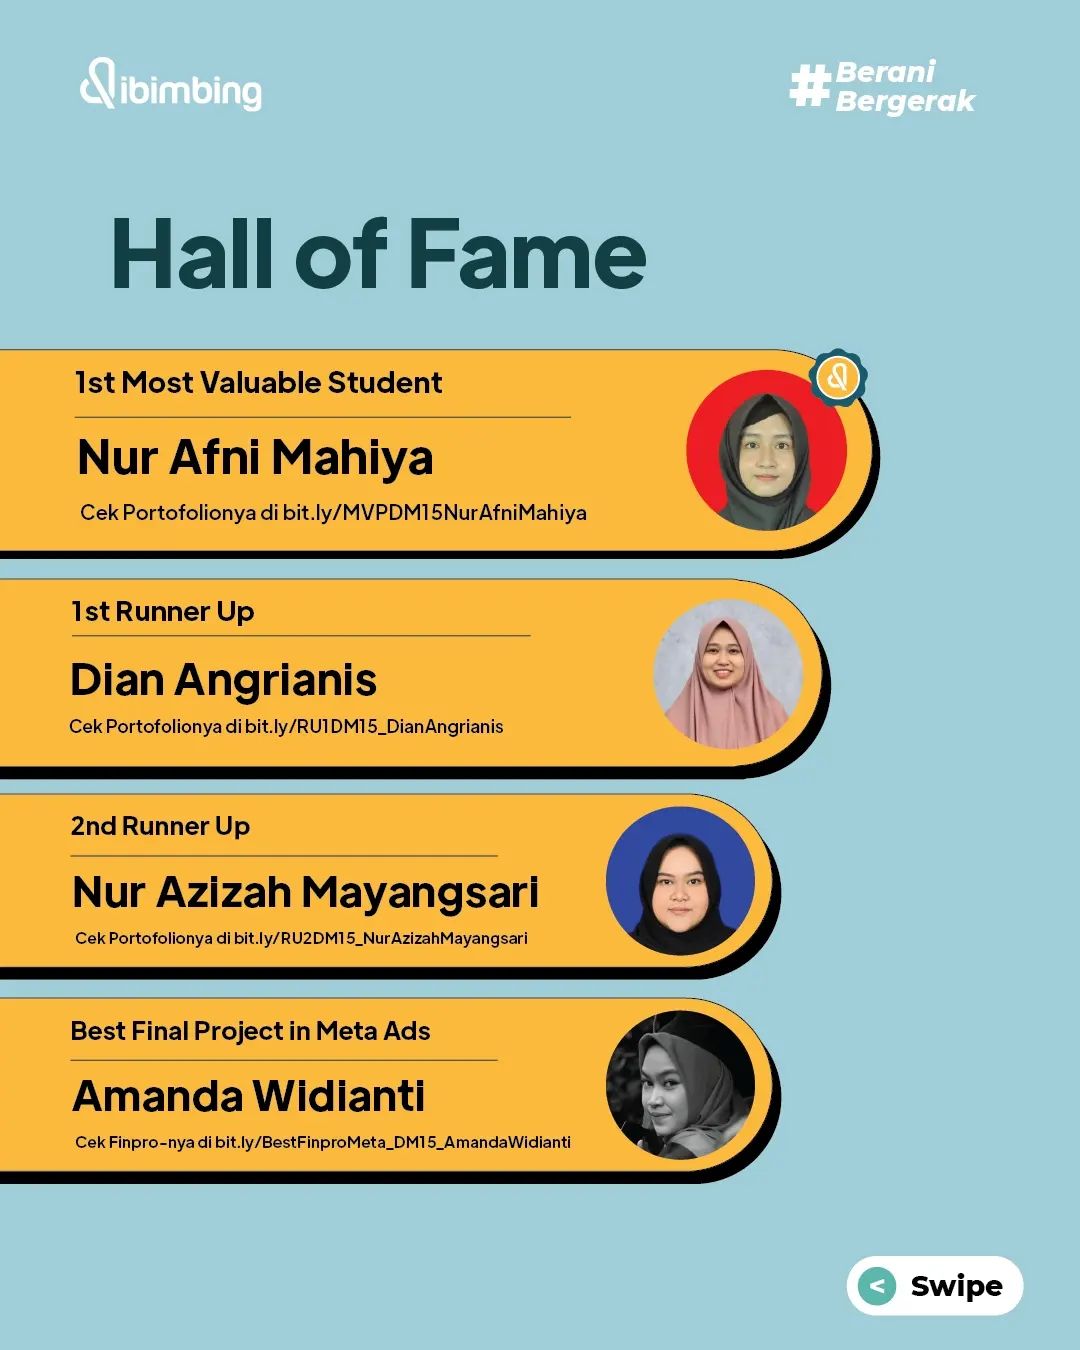 dibimbing
#Berani
Bergerak
Hall of Fame
1st Most Valuable Student
Nur Afni Mahiya
Cek Portofolionya di bit.ly/MVPDM15NurAfniMahiya
1st Runner Up
Dian Angrianis
Cek Portofolionya di bit.ly/RU1DM15_DianAngrianis
2nd Runner Up
Nur Azizah Mayangsari
Cek Portofolionya di bit.ly/RU2DM15_NurAzizahMayangsari
Best Final Project in Meta Ads
Amanda Widianti
Cek Finpro-nya di bit.ly/BestFinproMeta_DM15_AmandaWidianti
< Swipe